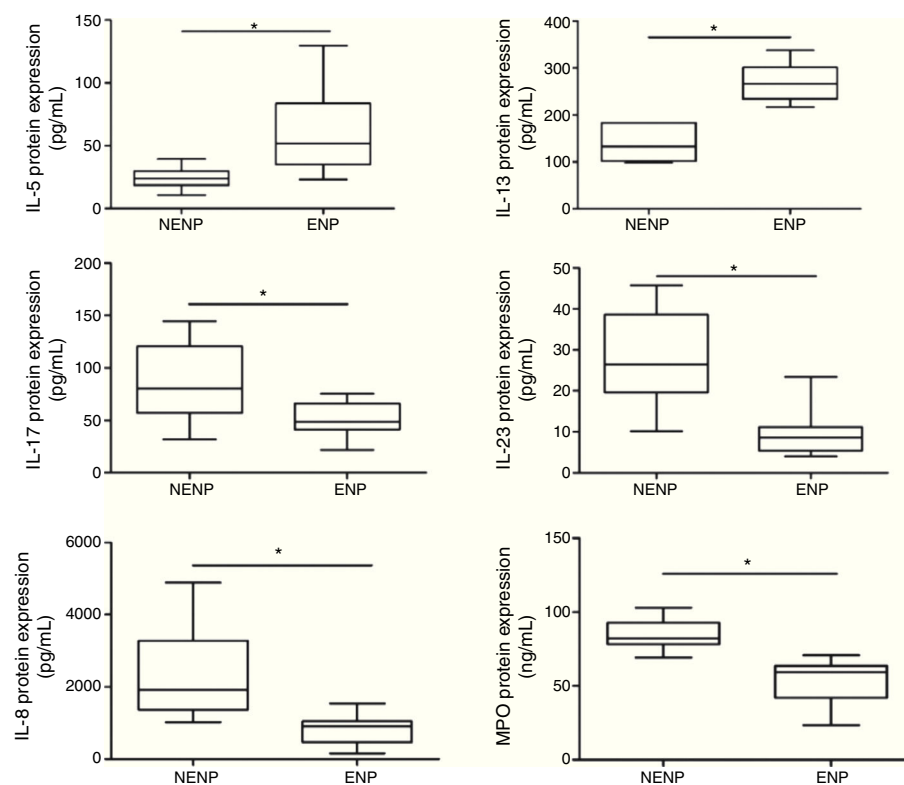 IL-5 protein expression
(pg/mL)
150
100
50
0
*
NENP
ENP
IL-13 protein expression
(pg/mL)
400
300
200
100
0
*
NENP
ENP
IL-17 protein expression
(pg/mL)
200
150
100
50
0
*
NENP
ENP
IL-23 protein expression
(pg/mL)
50
40
30
20
10
0
*
NENP
ENP
IL-8 protein expression
(pg/mL)
6000
4000
2000
0
*
NENP
ENP
MPO protein expression
(ng/mL)
150
100
50
0
*
NENP
ENP